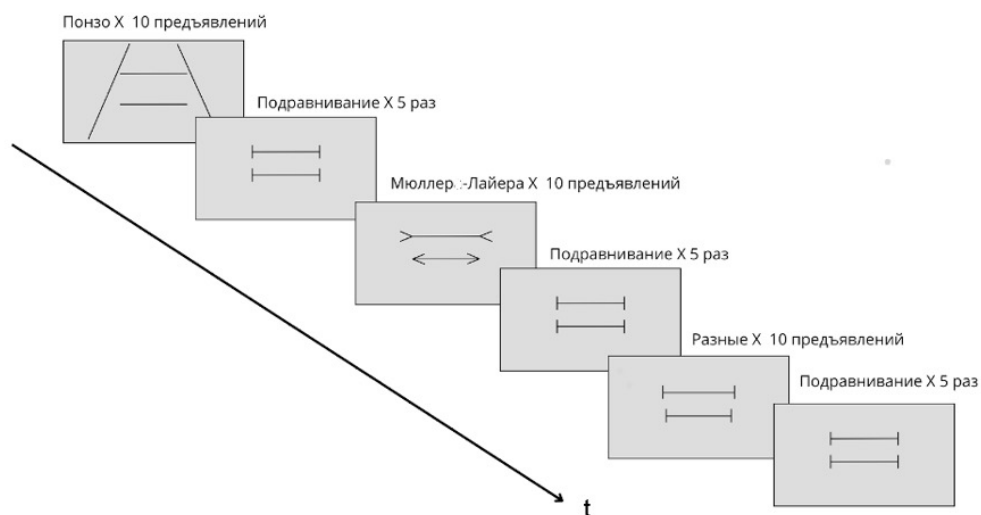 Понзо X 10 предъявлений
Подравнивание X 5 раз
Мюллер.:-Лайера X 10 предъявлений
Подравнивание X 5 раз
Разные X 10 предъявлений
Подравнивание X 5 раз
t